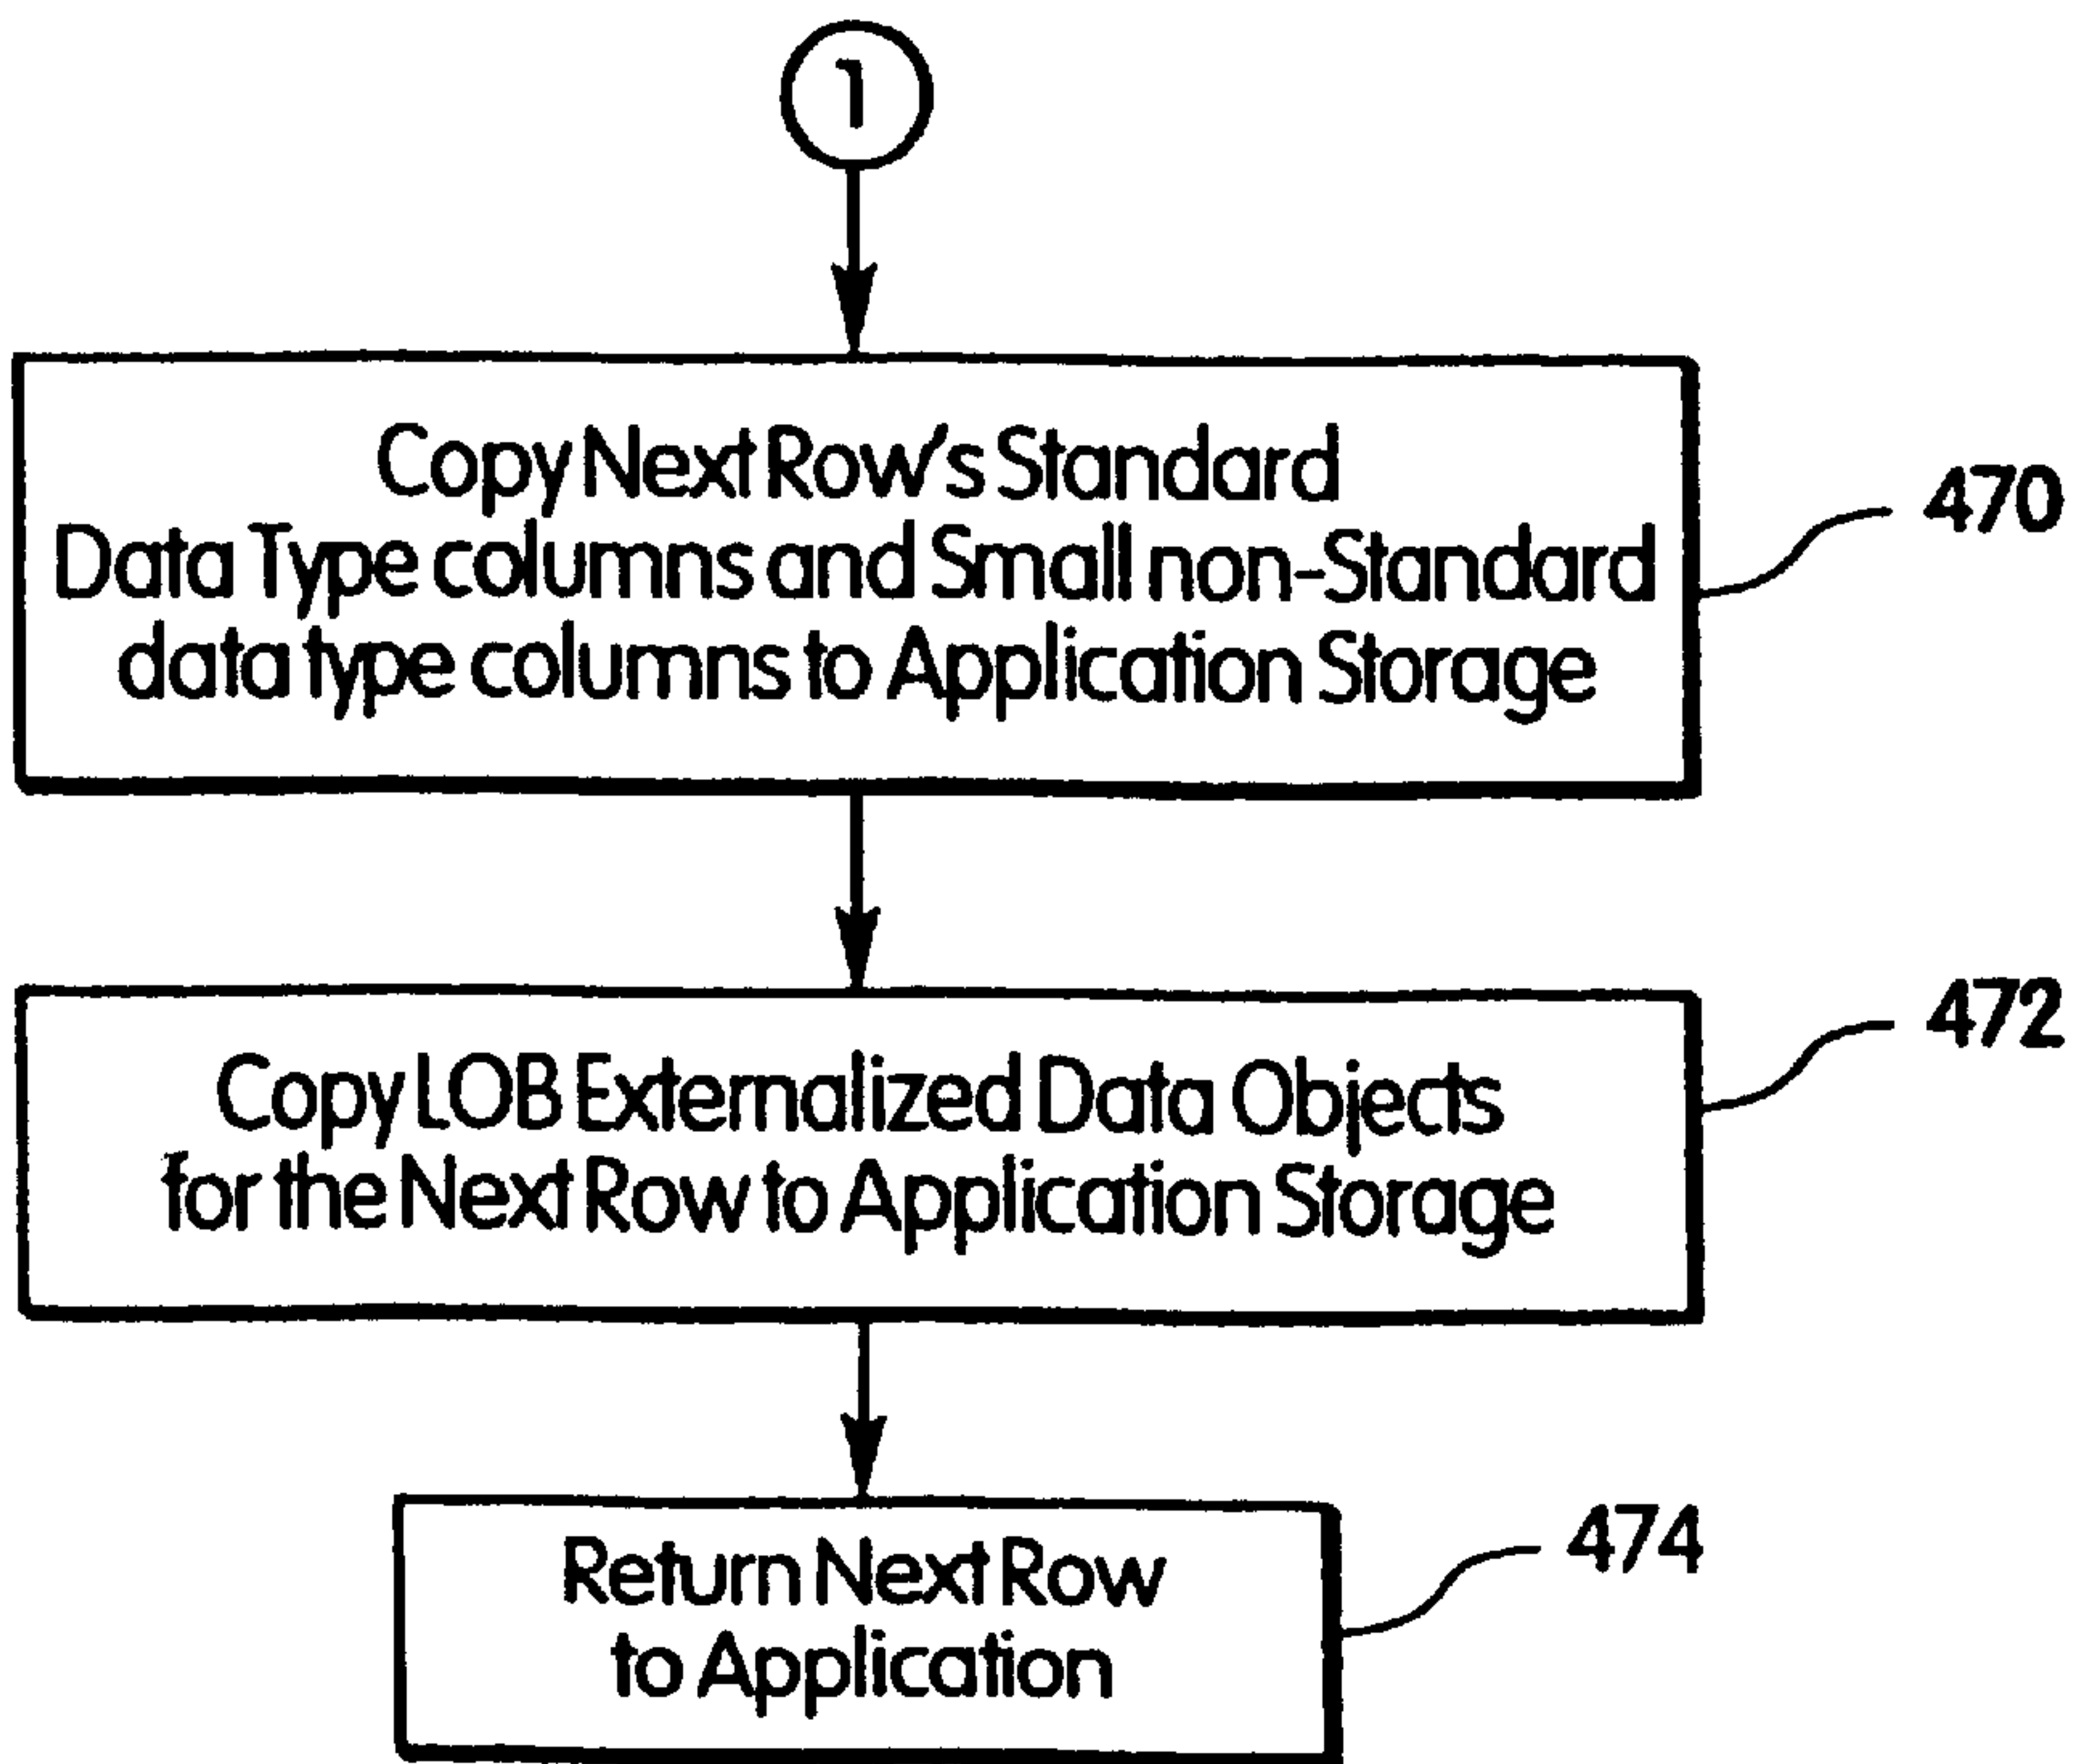 1
Copy Next Row's Standard
Data Type columns and Small non-Standard
data type columns to Application Storage
470
Copy LOB Externalized Data Objects
for the Next Row to Application Storage
472
Return Next Row
to Application
474